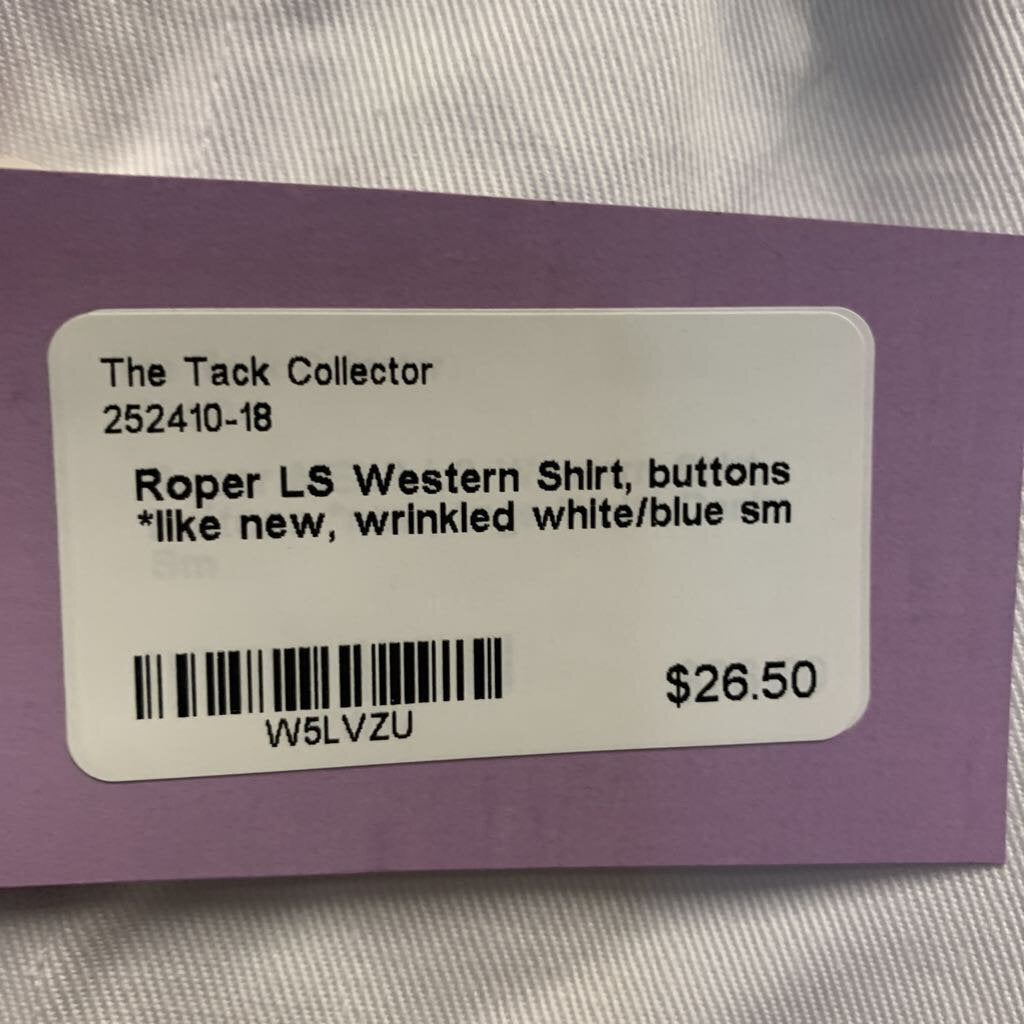 The Tack Collector
252410-18
Roper LS Western Shirt, buttons
*like new, wrinkled white/blue sm
W5LVZU
$26.50